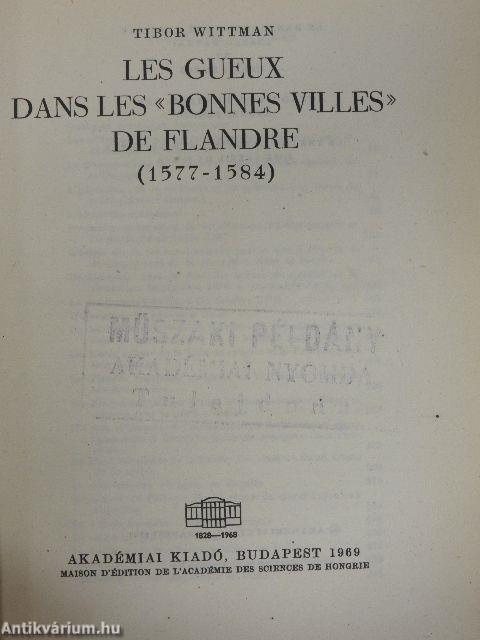 TIBOR WITTMAN
LES GUEUX
DANS LES «BONNES VILLES»
DE FLANDRE
(1577-1584)
MŰSZAKI PÉLDÁNY
AKADÉMIAI NYOMDA
1828—1968
AKADÉMIAI KIADÓ, BUDAPEST 1969
MAISON D'ÉDITION DE L'ACADÉMIE DES SCIENCES DE HONGRIE
Antikvárium.hu